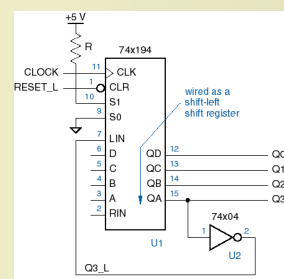 +5 V
R
74x194
CLOCK 11 CLK
RESET_L 1 CLR
10 S1
9 S0
7 LIN
6 D
5 C
4 B
3 A
2 RIN
wired as a
shift-left
shift register
QD 12 Q0
QC 13 Q1
QB 14 Q2
QA 15 Q3
U1
74x04
1 2
U2
Q3_L